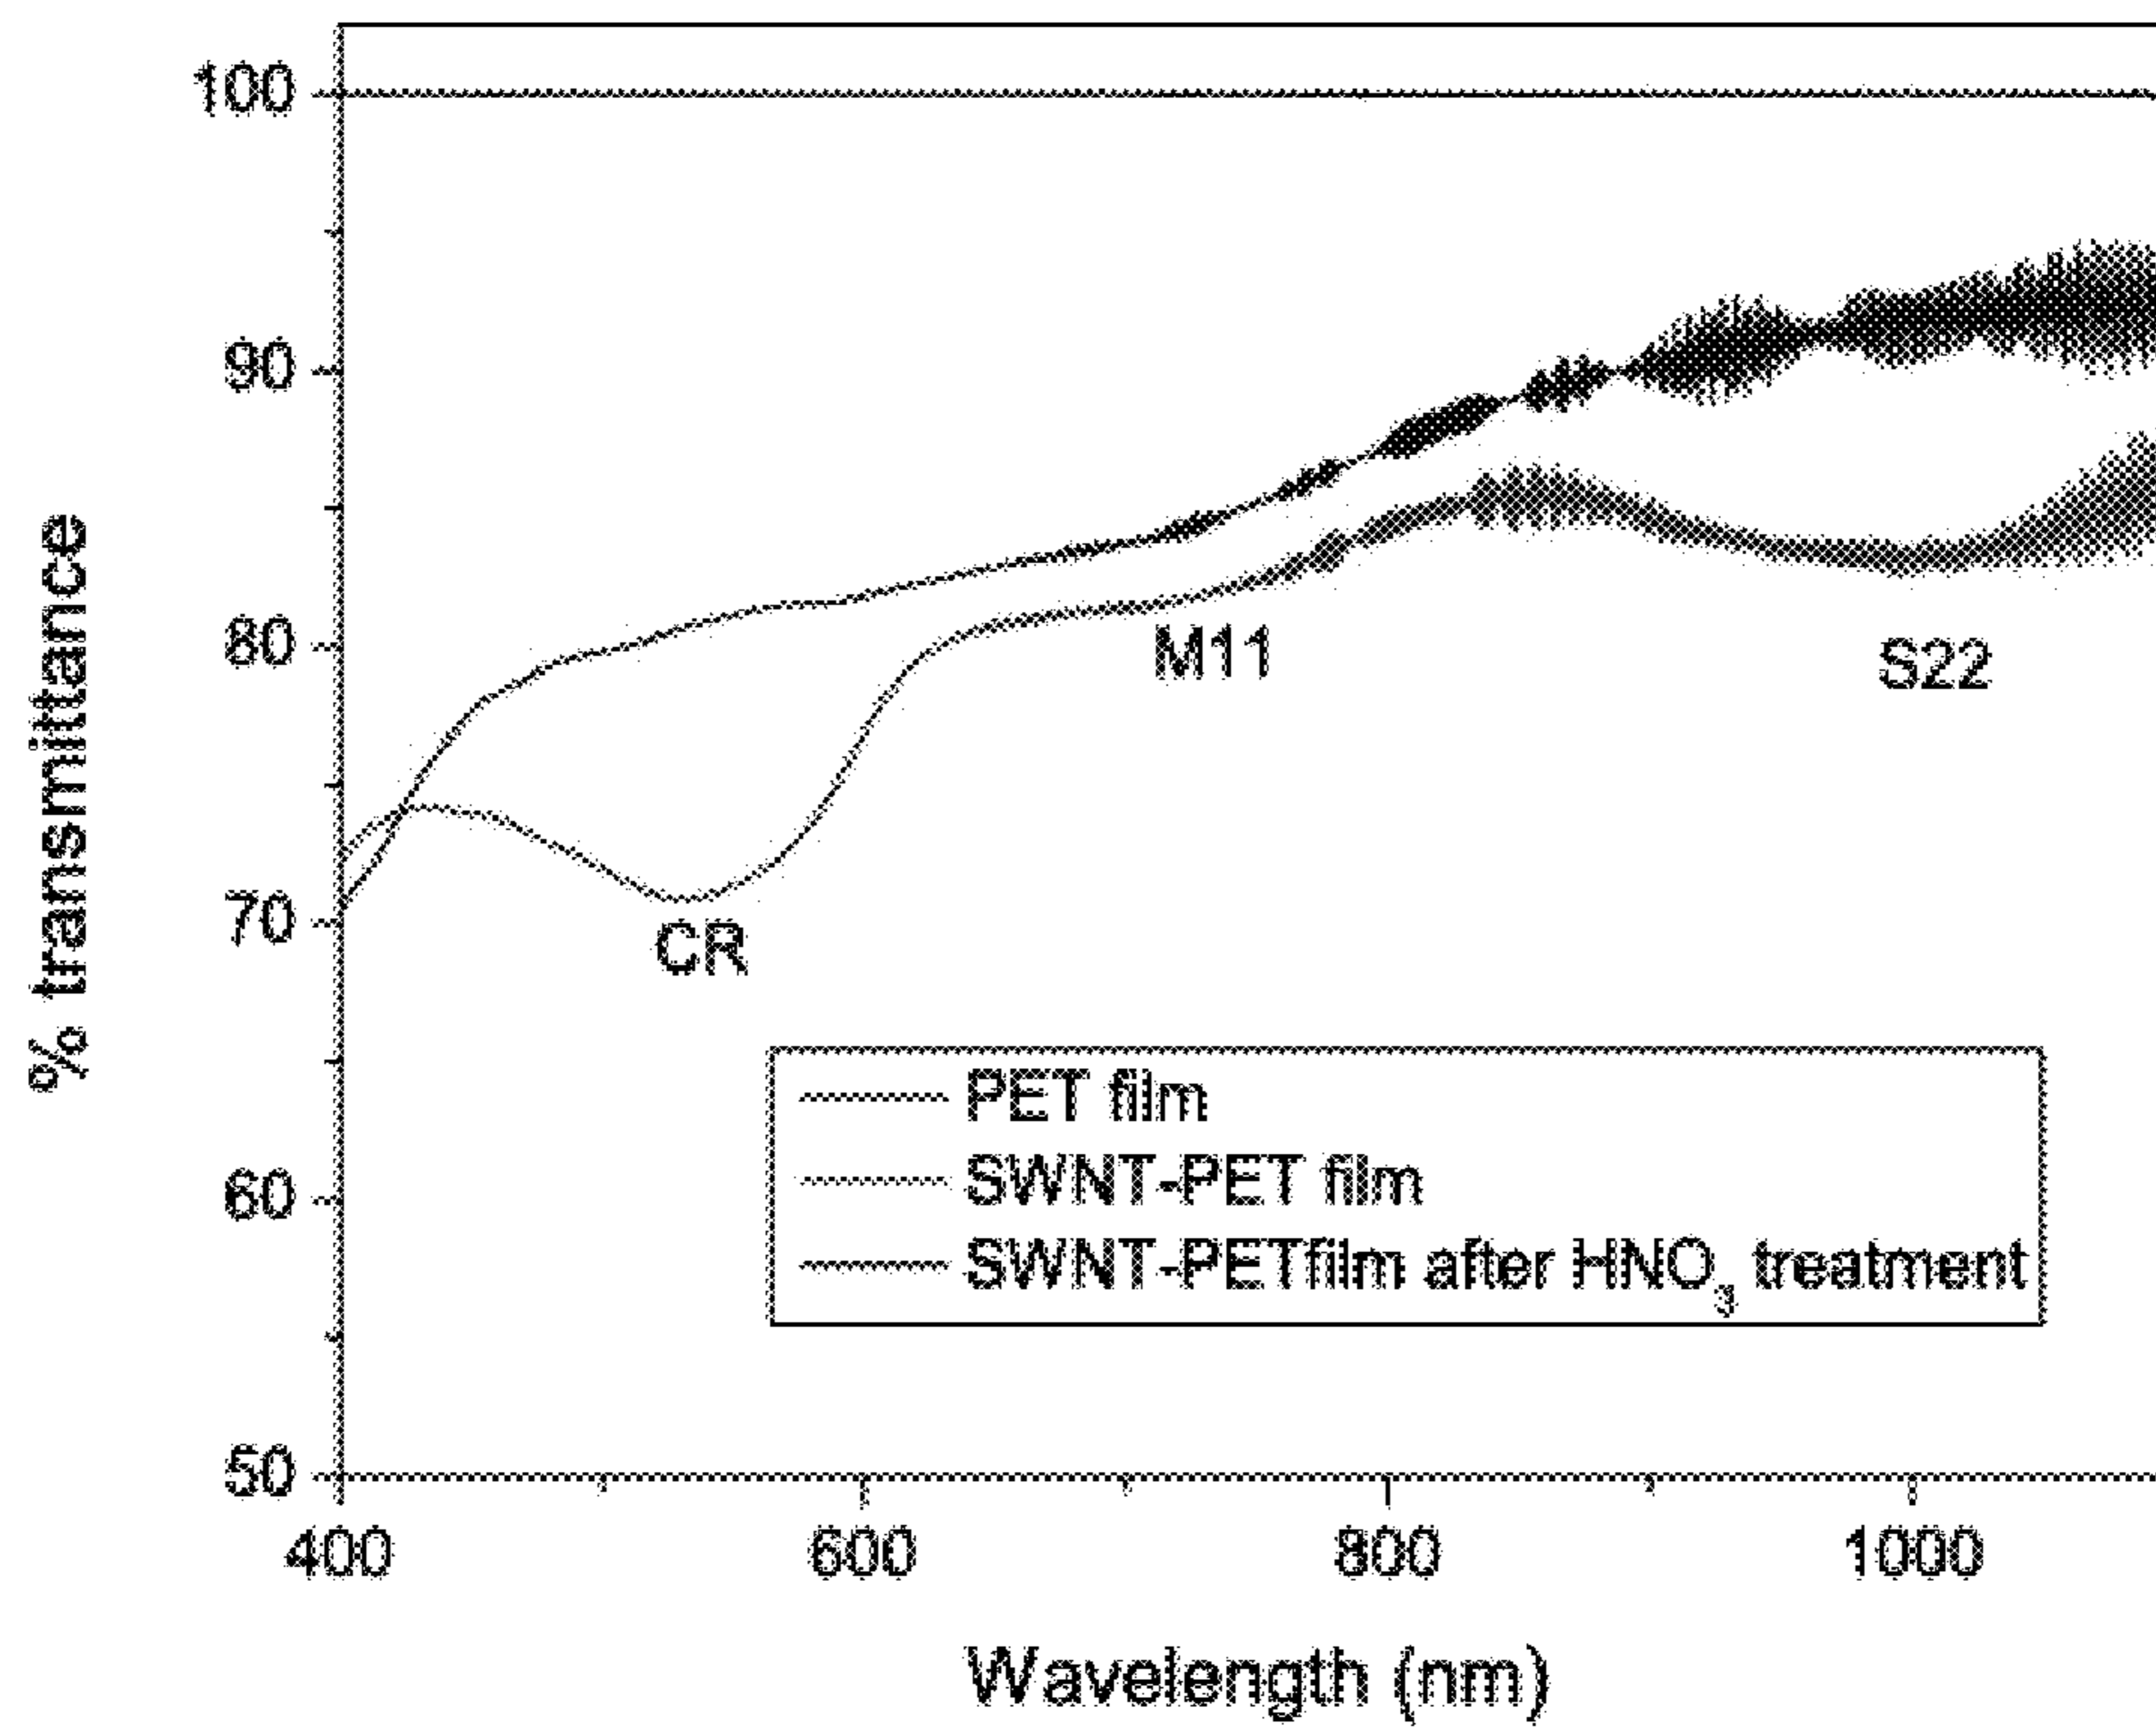 % transmittance
100
90
80
70
60
50
M11
S22
CR
PET film
SWNT-PET film
SWNT-PETfilm after HNO₃ treatment
400 600 800 1000
Wavelength (nm)